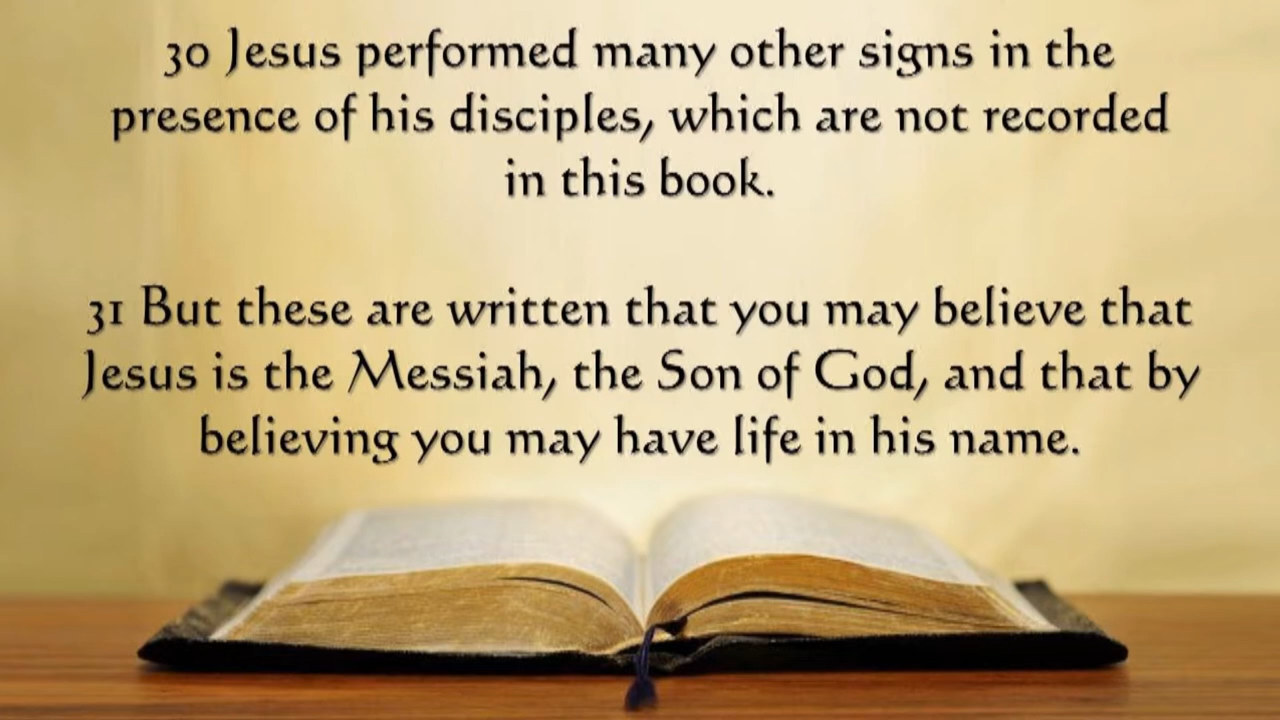 30 Jesus performed many other signs in the
presence of his disciples, which are not recorded
in this book.
31 But these are written that you may believe that
Jesus is the Messiah, the Son of God, and that by
believing you may have life in his name.